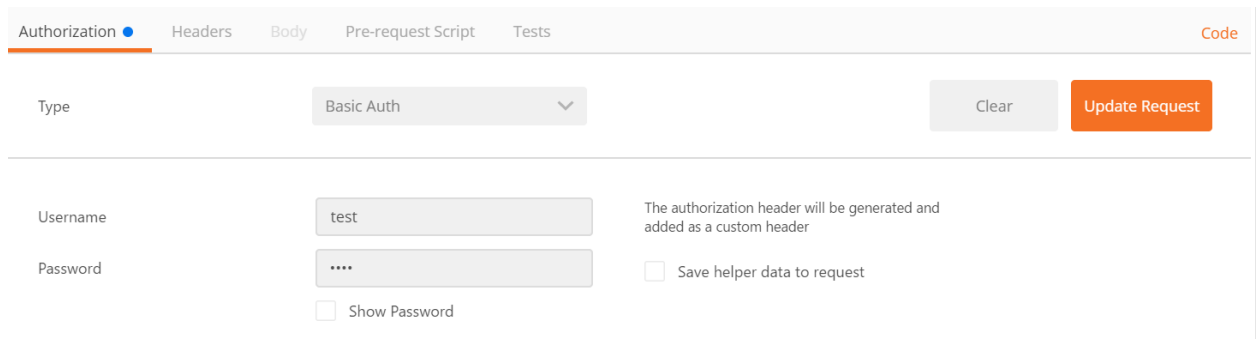 Authorization Headers Body Pre-request Script Tests Code
Type Basic Auth Clear Update Request
Username test The authorization header will be generated and
added as a custom header
Password ••••
Save helper data to request
Show Password